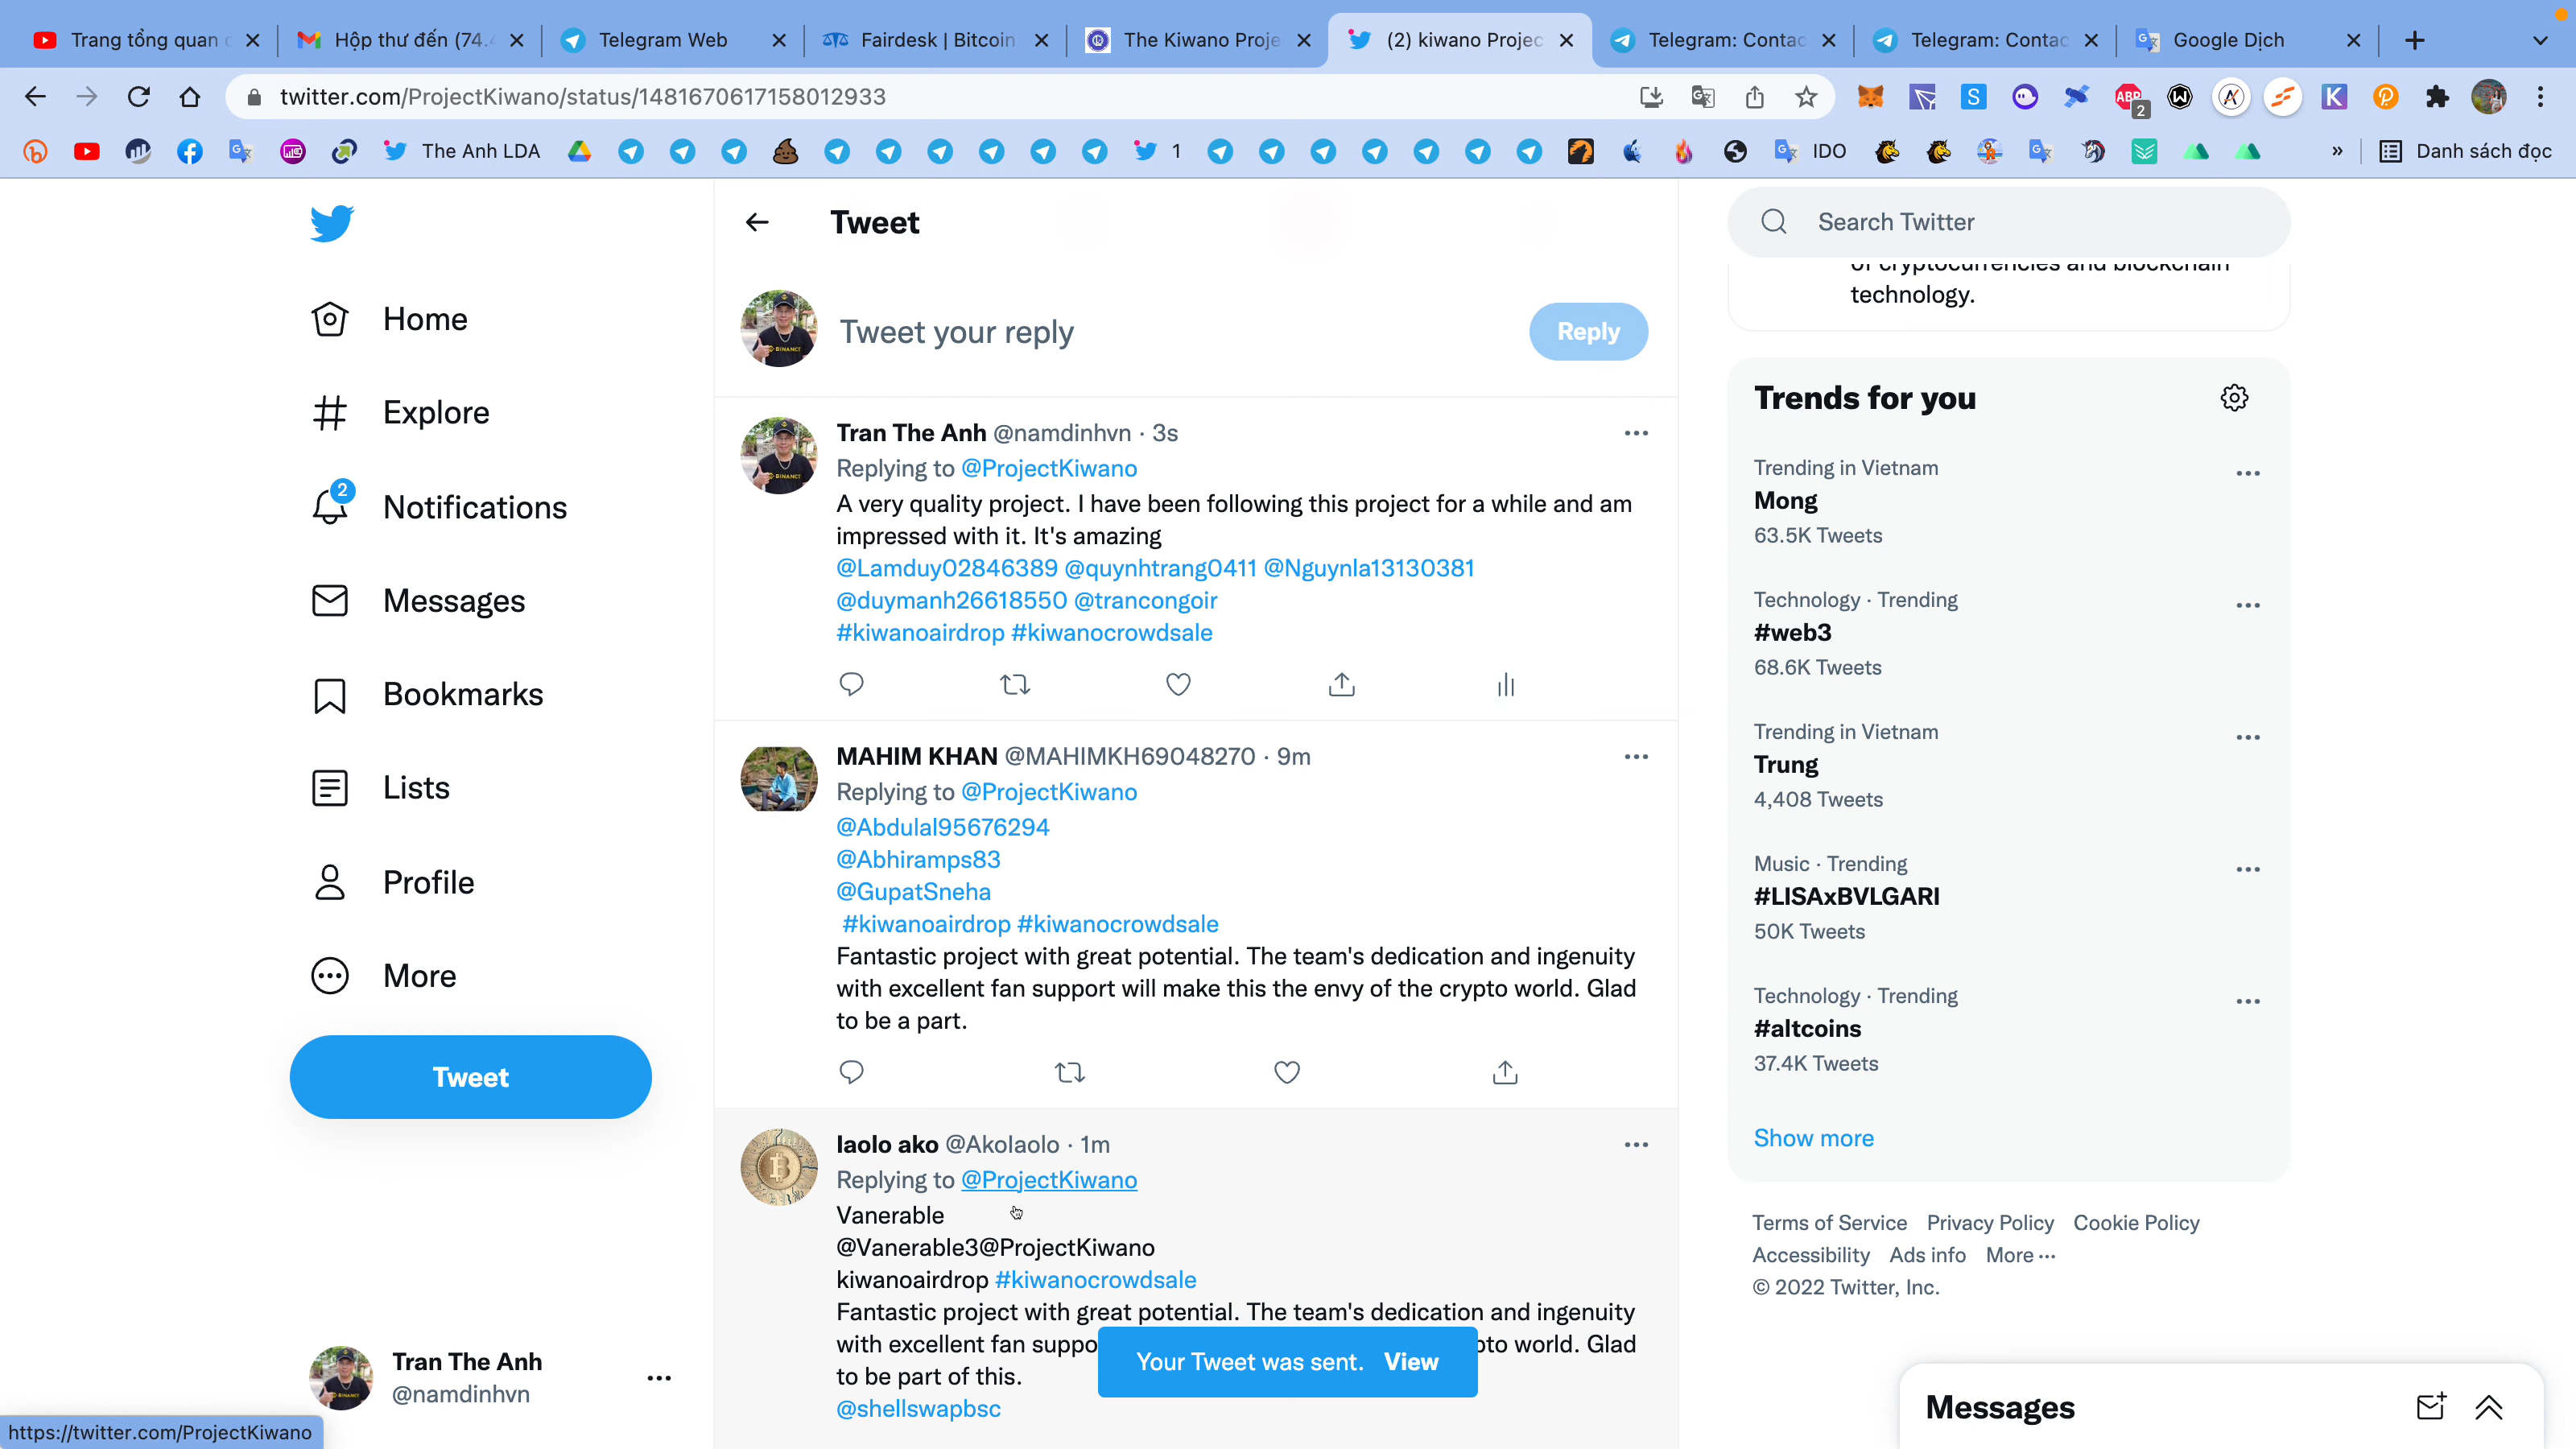 Trang tổng quan
Hộp thư đến (74.
Telegram Web
Fairdesk | Bitcoin
The Kiwano Proje
(2) kiwano Projec
Telegram: Contac
Telegram: Contac
Google Dịch
twitter.com/ProjectKiwano/status/1481670617158012933
ABP
2
The Anh LDA
1
IDO
Danh sách đọc
Home
Explore
2
Notifications
Messages
Bookmarks
Lists
Profile
More
Tweet
Tran The Anh
@namdinhvn
https://twitter.com/ProjectKiwano
Tweet
Tweet your reply
Reply
Tran The Anh @namdinhvn · 3s
Replying to @ProjectKiwano
A very quality project. I have been following this project for a while and am
impressed with it. It's amazing
@Lamduy02846389 @quynhtrang0411 @Nguynla13130381
@duymanh26618550 @trancongoir
#kiwanoairdrop #kiwanocrowdsale
MAHIM KHAN @MAHIMKH69048270 · 9m
Replying to @ProjectKiwano
@Abdulal95676294
@Abhiramps83
@GupatSneha
#kiwanoairdrop #kiwanocrowdsale
Fantastic project with great potential. The team's dedication and ingenuity
with excellent fan support will make this the envy of the crypto world. Glad
to be a part.
laolo ako @Akolaolo · 1m
Replying to @ProjectKiwano
Vanerable
@Vanerable3@ProjectKiwano
kiwanoairdrop #kiwanocrowdsale
Fantastic project with great potential. The team's dedication and ingenuity
with excellent fan suppo pto world. Glad
to be part of this.
@shellswapbsc
Your Tweet was sent. View
Search Twitter
of cryptocurrencies and blockchain
technology.
Trends for you
Trending in Vietnam
Mong
63.5K Tweets
Technology · Trending
#web3
68.6K Tweets
Trending in Vietnam
Trung
4,408 Tweets
Music · Trending
#LISAxBVLGARI
50K Tweets
Technology · Trending
#altcoins
37.4K Tweets
Show more
Terms of Service Privacy Policy Cookie Policy
Accessibility Ads info More ···
© 2022 Twitter, Inc.
Messages